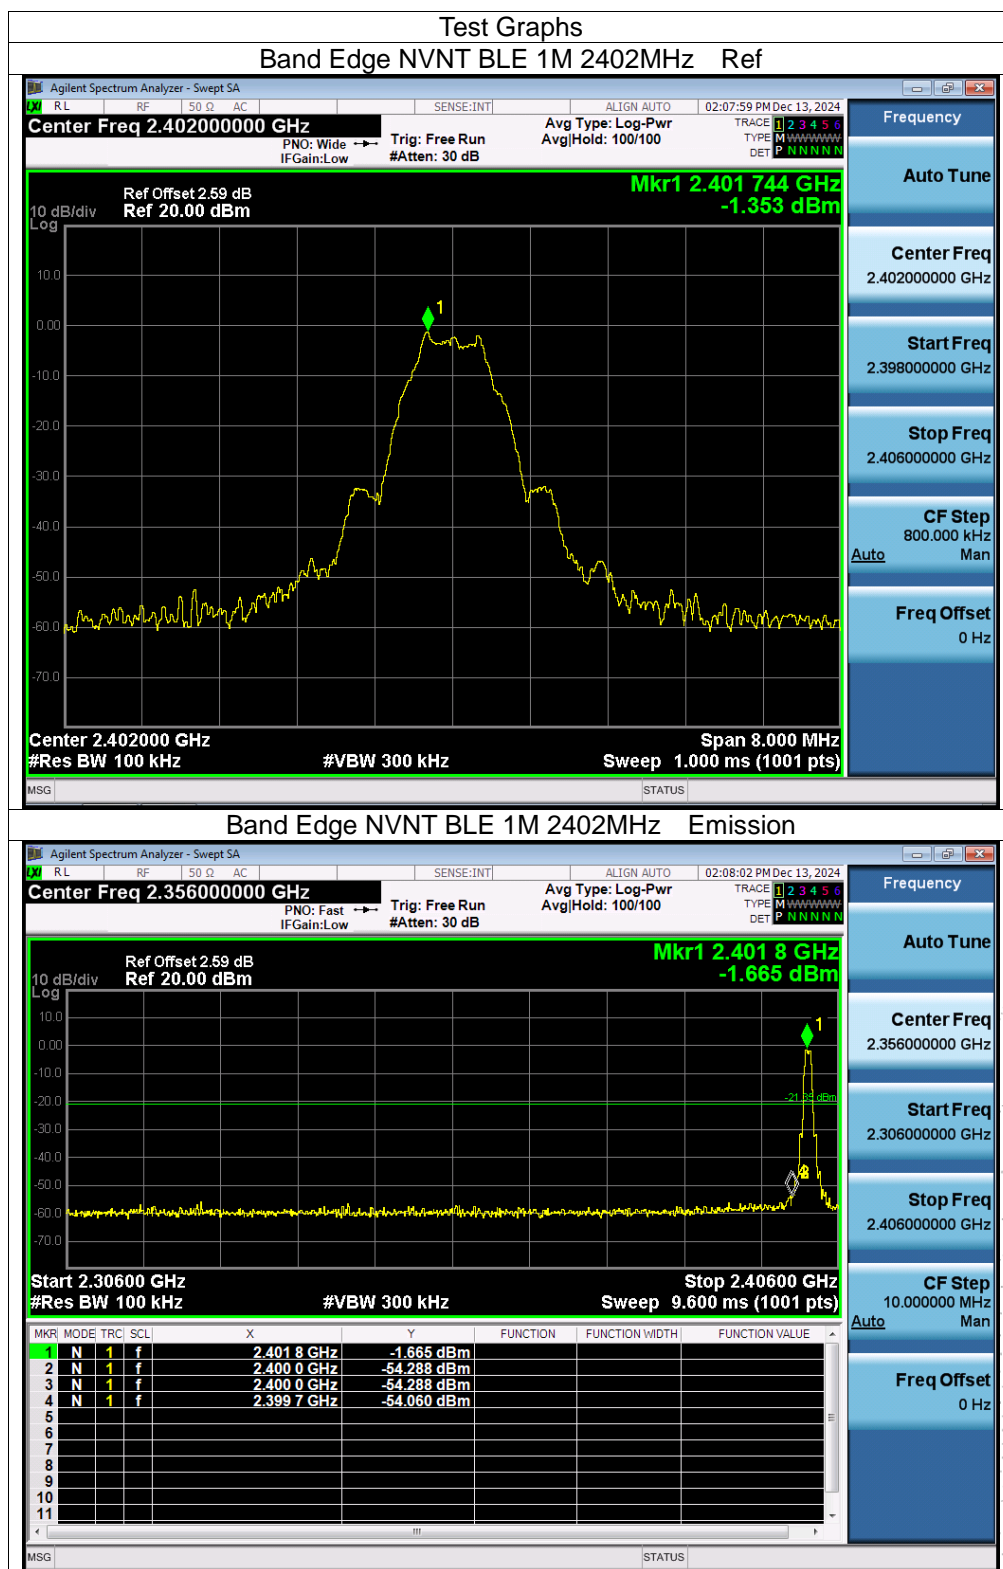 Test Graphs
Band Edge NVNT BLE 1M 2402MHz Ref
Agilent Spectrum Analyzer - Swept SA
LXI RL RF 50 Ω AC SENSE:INT ALIGN AUTO 02:07:59 PM Dec 13, 2024
Center Freq 2.402000000 GHz
PNO: Wide
IFGain:Low
Trig: Free Run
#Atten: 30 dB
Avg Type: Log-Pwr
Avg|Hold: 100/100
TRACE 1 2 3 4 5 6
TYPE M WWWWW
DET P N N N N N
Frequency
Auto Tune
Center Freq
2.402000000 GHz
Start Freq
2.398000000 GHz
Stop Freq
2.406000000 GHz
CF Step
800.000 kHz
Auto Man
Freq Offset
0 Hz
Mkr1 2.401 744 GHz
-1.353 dBm
Ref Offset 2.59 dB
10 dB/div Ref 20.00 dBm
Log
10.0
0.00
-10.0
-20.0
-30.0
-40.0
-50.0
-60.0
-70.0
1
Center 2.402000 GHz Span 8.000 MHz
#Res BW 100 kHz #VBW 300 kHz Sweep 1.000 ms (1001 pts)
MSG STATUS
Band Edge NVNT BLE 1M 2402MHz Emission
Agilent Spectrum Analyzer - Swept SA
LXI RL RF 50 Ω AC SENSE:INT ALIGN AUTO 02:08:02 PM Dec 13, 2024
Center Freq 2.356000000 GHz
PNO: Fast
IFGain:Low
Trig: Free Run
#Atten: 30 dB
Avg Type: Log-Pwr
Avg|Hold: 100/100
TRACE 1 2 3 4 5 6
TYPE M WWWWW
DET P N N N N N
Frequency
Auto Tune
Center Freq
2.356000000 GHz
Start Freq
2.306000000 GHz
Stop Freq
2.406000000 GHz
CF Step
10.000000 MHz
Auto Man
Freq Offset
0 Hz
Mkr1 2.401 8 GHz
-1.665 dBm
Ref Offset 2.59 dB
10 dB/div Ref 20.00 dBm
Log
10.0
0.00
-10.0
-20.0
-30.0
-40.0
-50.0
-60.0
-70.0
1
-21.35 dBm
Start 2.30600 GHz Stop 2.40600 GHz
#Res BW 100 kHz #VBW 300 kHz Sweep 9.600 ms (1001 pts)
MKR MODE TRC SCL X Y FUNCTION FUNCTION WIDTH FUNCTION VALUE
1 N 1 f 2.401 8 GHz -1.665 dBm
2 N 1 f 2.400 0 GHz -54.288 dBm
3 N 1 f 2.400 0 GHz -54.288 dBm
4 N 1 f 2.399 7 GHz -54.060 dBm
5
6
7
8
9
10
11
MSG STATUS